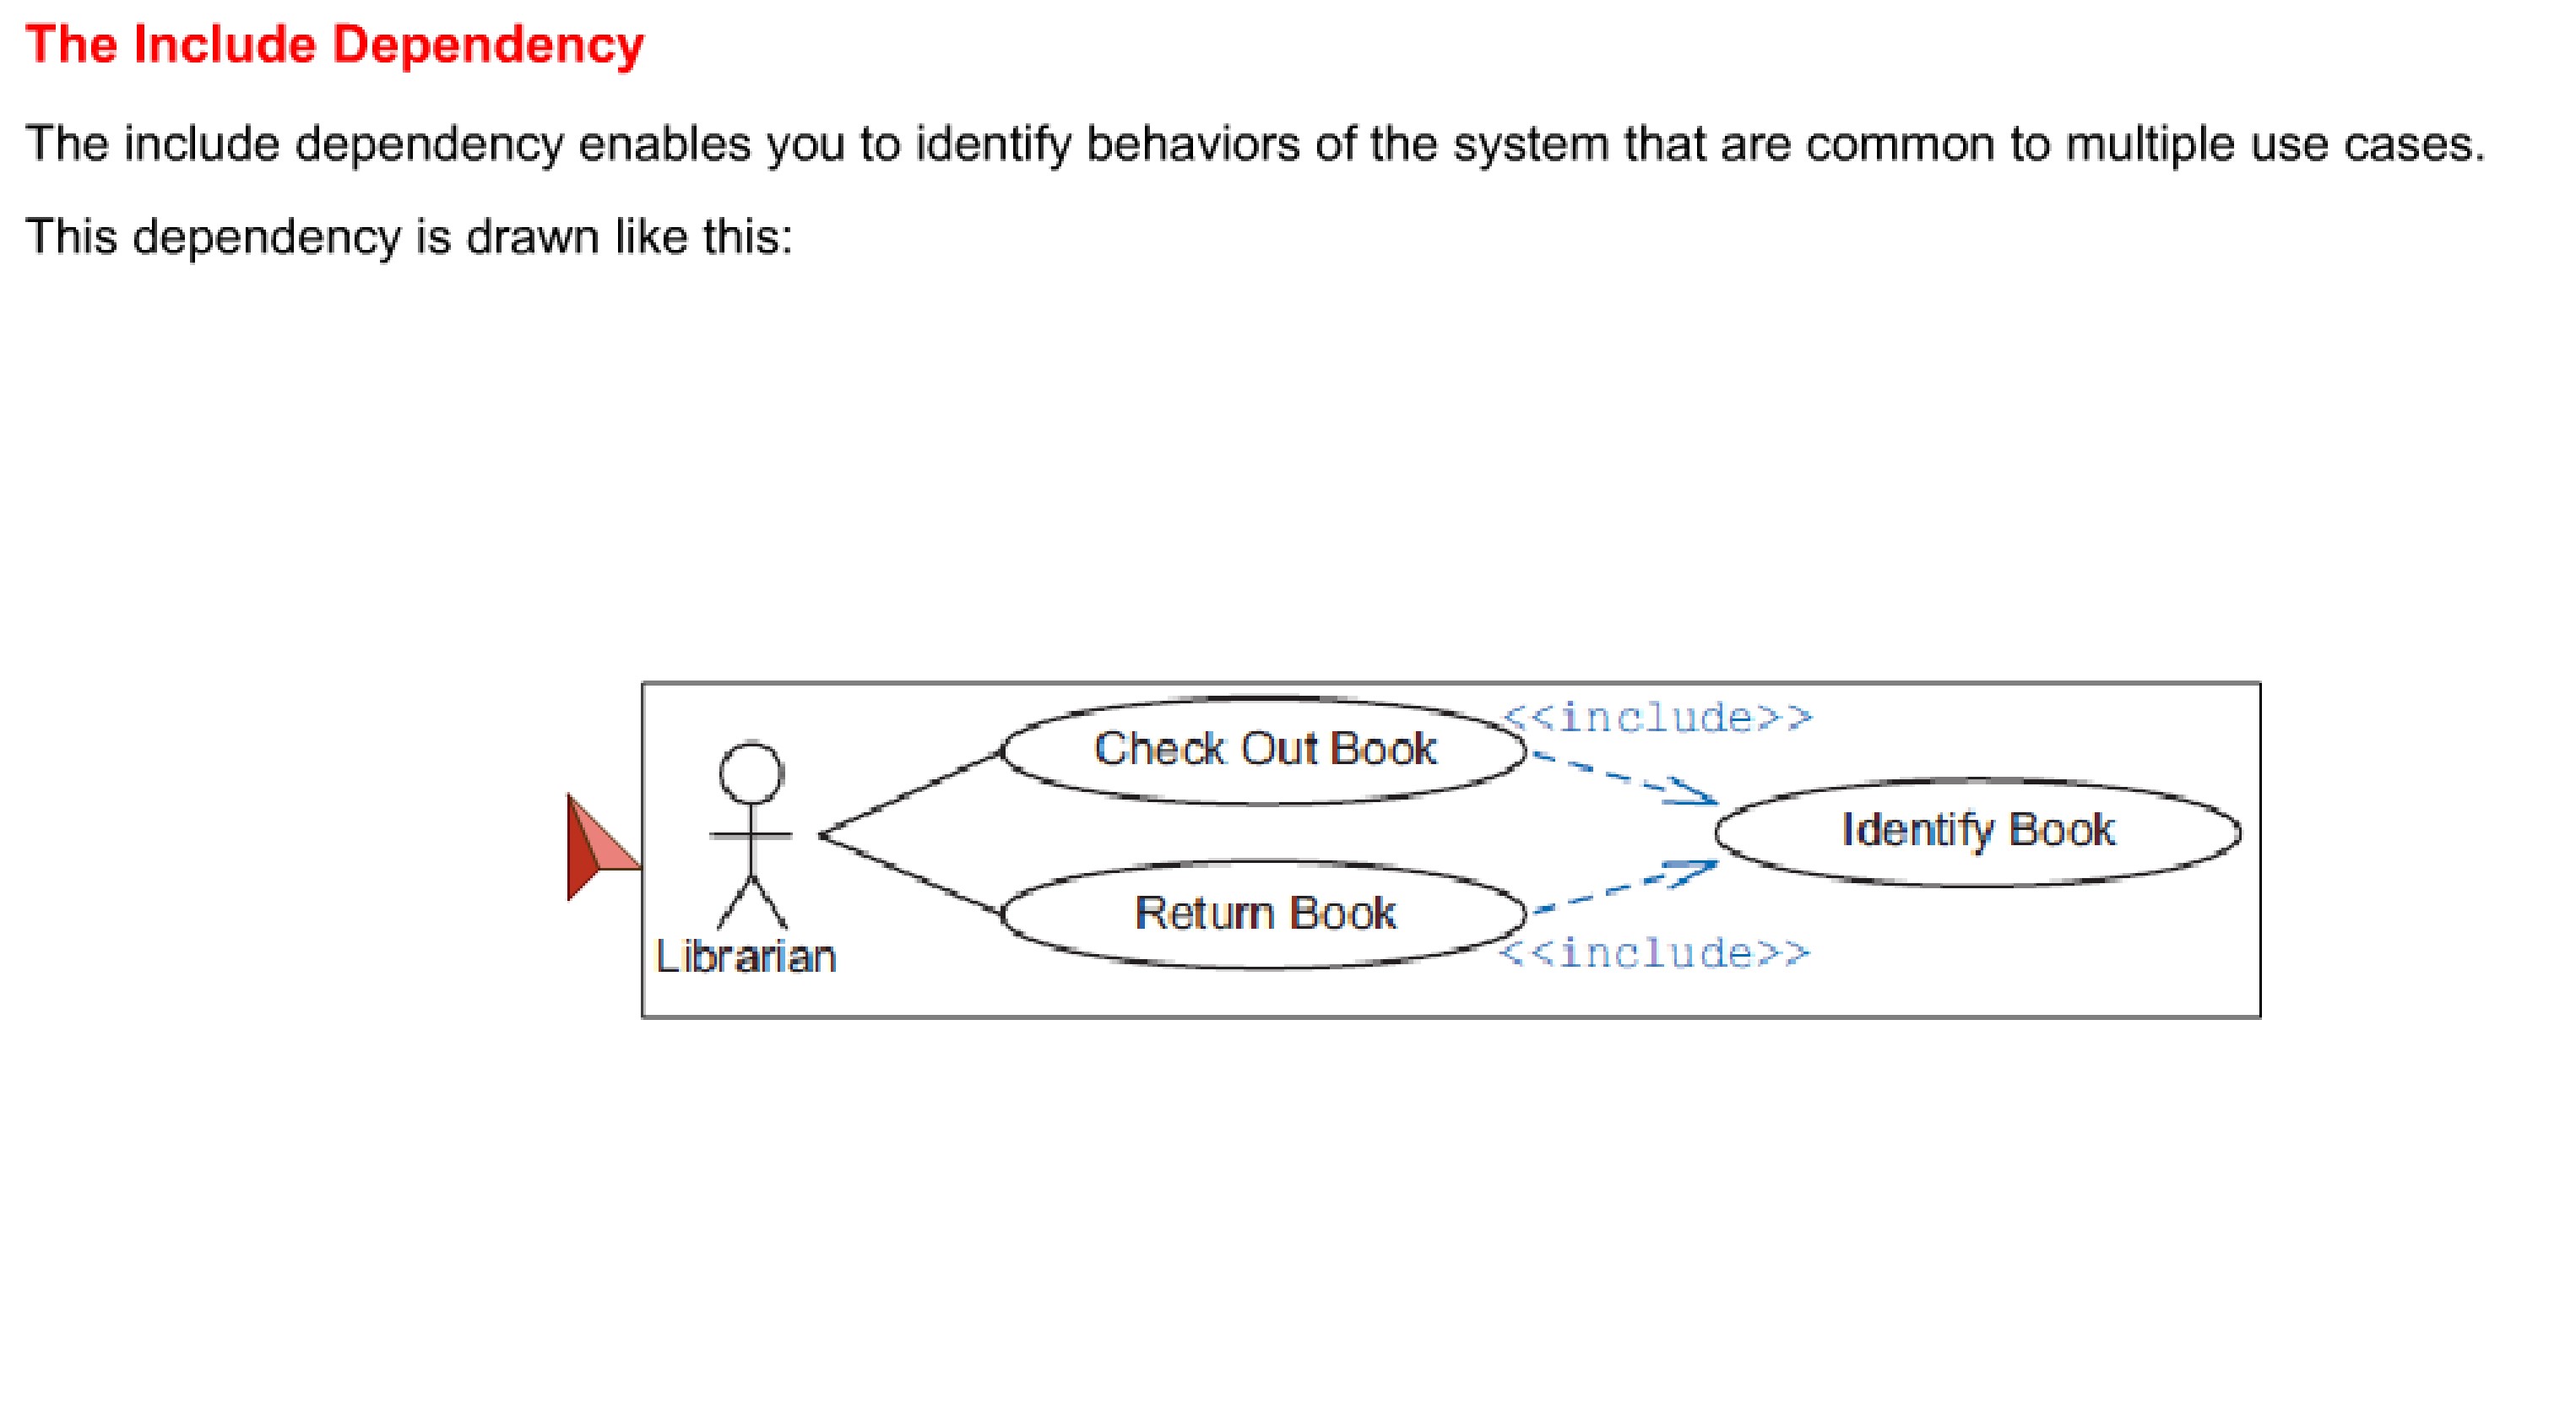 The Include Dependency
The include dependency enables you to identify behaviors of the system that are common to multiple use cases.
This dependency is drawn like this:
<<include>>
Check Out Book
Identify Book
Return Book
<<include>>
Librarian